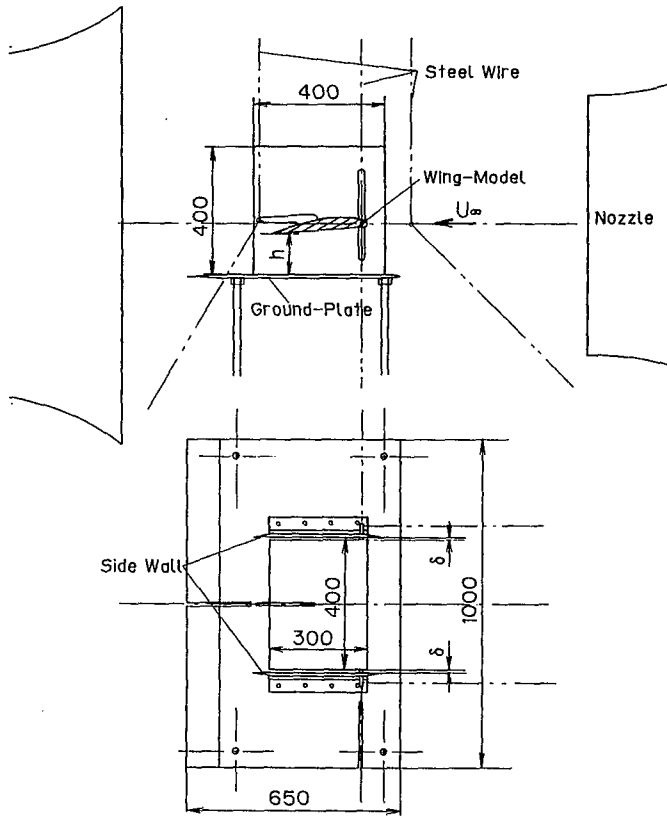 Steel Wire
400
Wing-Model
400
U∞
Nozzle
h
Ground-Plate
Side Wall
δ
400
1000
300
δ
650